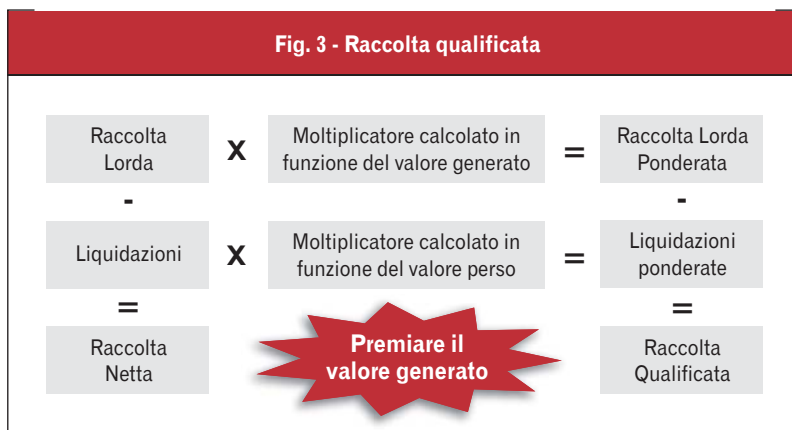 Fig. 3 - Raccolta qualificata
Raccolta
Lorda
X
Moltiplicatore calcolato in
funzione del valore generato
=
Raccolta Lorda
Ponderata
-
-
Liquidazioni
X
Moltiplicatore calcolato in
funzione del valore perso
=
Liquidazioni
ponderate
=
=
Raccolta
Netta
Premiare il
valore generato
Raccolta
Qualificata